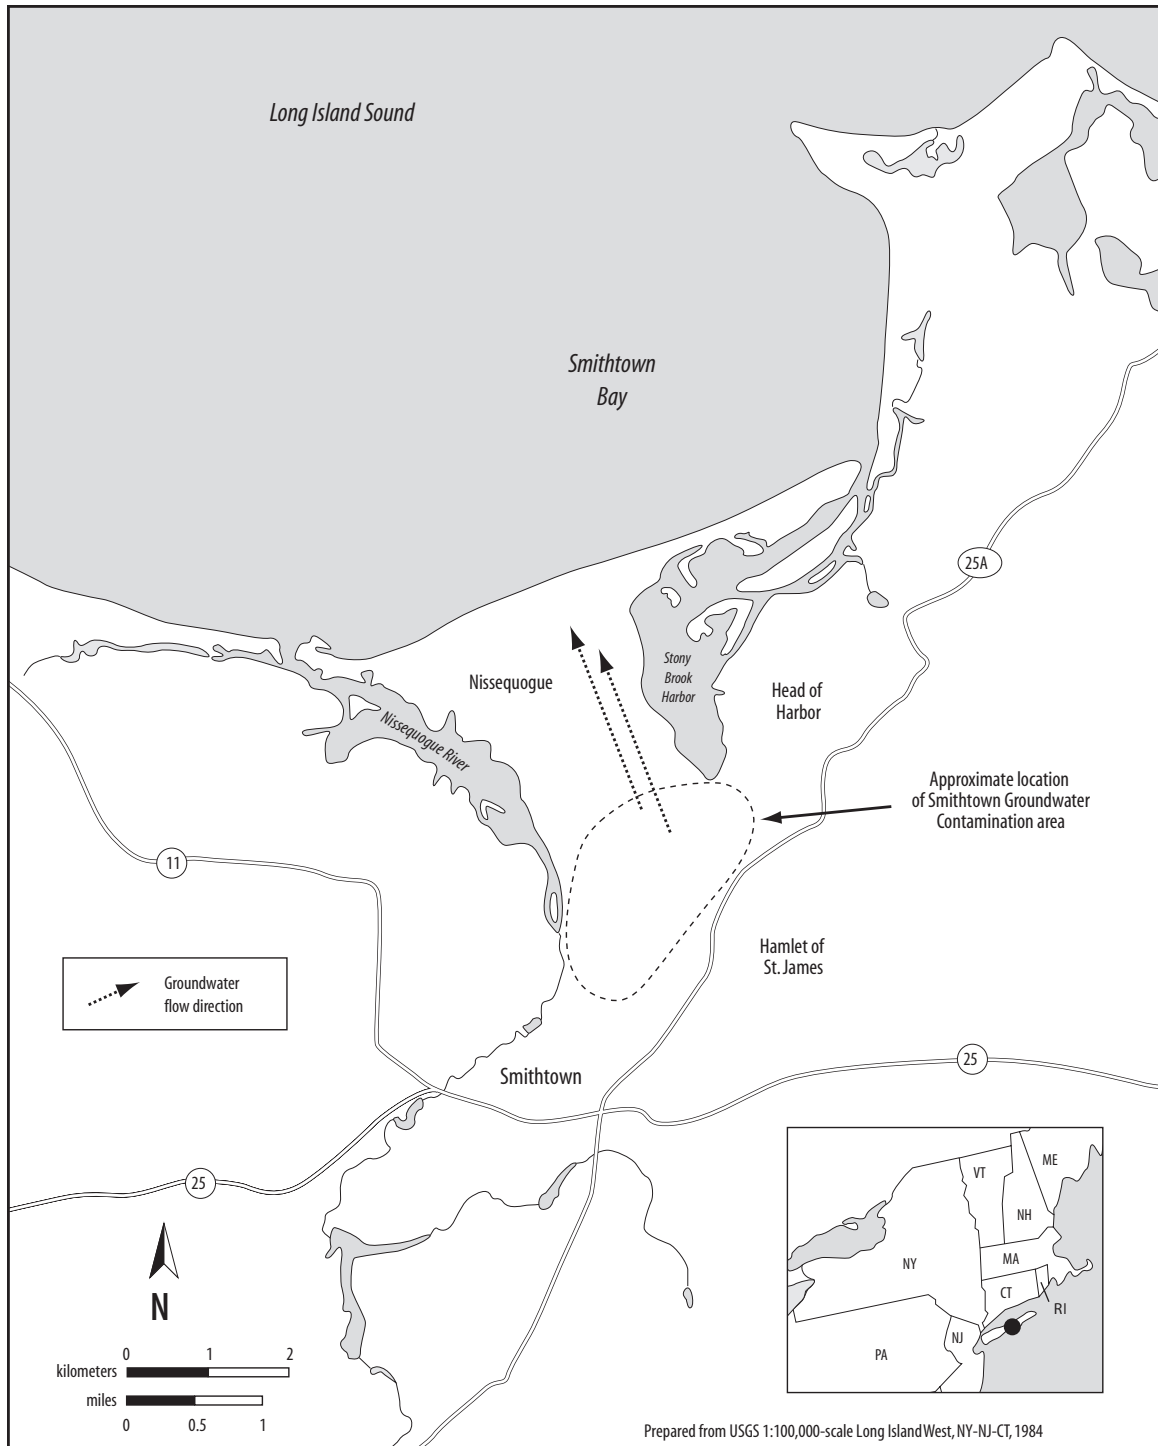 Long Island Sound
Smithtown
Bay
25A
Stony
Brook
Harbor
Nissequogue
Head of
Harbor
Nissequogue River
Approximate location
of Smithtown Groundwater
Contamination area
11
Hamlet of
St. James
Groundwater
flow direction
25
Smithtown
25
N
VT
ME
NH
NY
MA
CT
RI
NJ
PA
0 1 2
kilometers
miles
0 0.5 1
Prepared from USGS 1:100,000-scale Long Island West, NY-NJ-CT, 1984